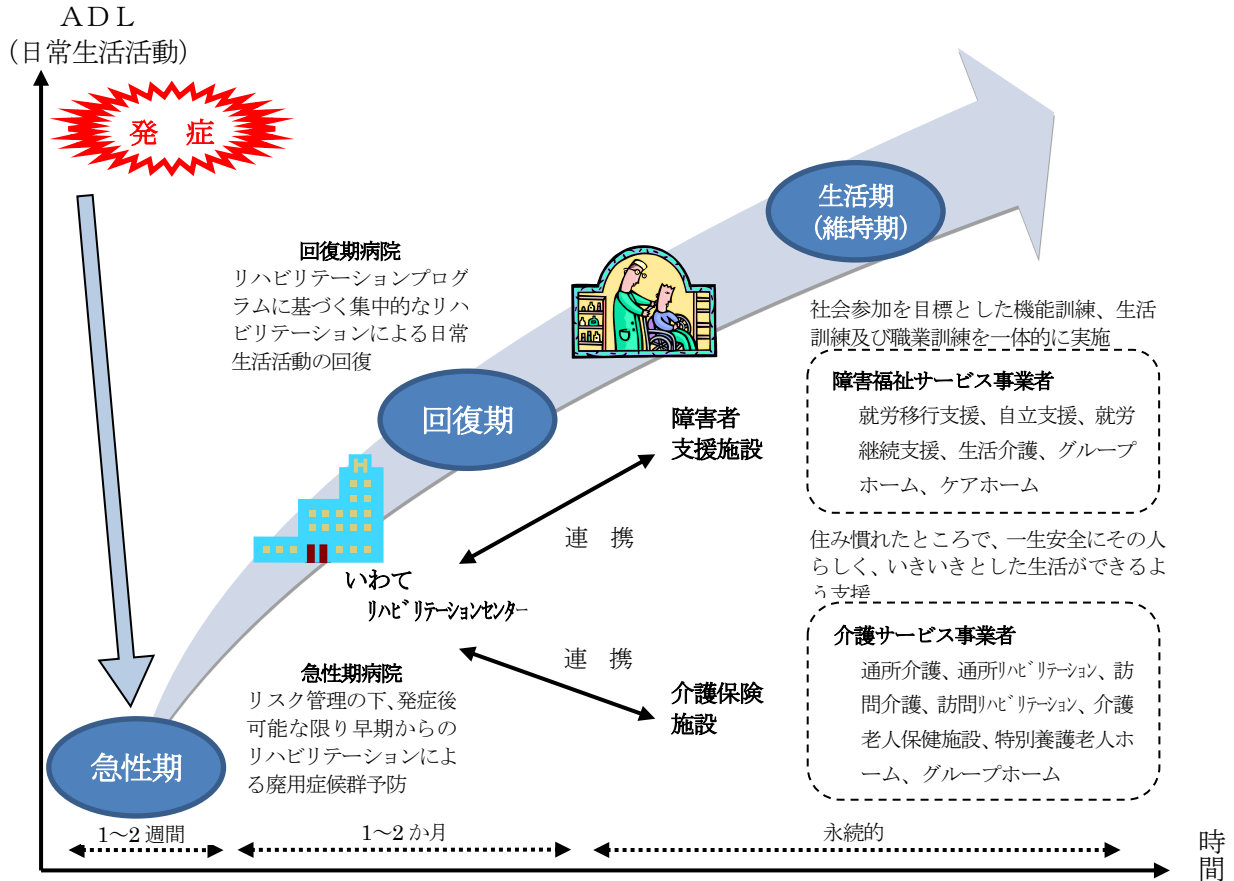 ＡＤＬ
（日常生活活動）
発　症
生活期
（維持期）
回復期病院
リハビリテーションプログ
ラムに基づく集中的なリハ
ビリテーションによる日常
生活活動の回復
社会参加を目標とした機能訓練、生活
訓練及び職業訓練を一体的に実施
障害福祉サービス事業者
就労移行支援、自立支援、就労
継続支援、生活介護、グループ
ホーム、ケアホーム
回復期
障害者
支援施設
H
連　携
いわて
ﾘﾊﾋﾞﾘﾃｰｼｮﾝｾﾝﾀｰ
住み慣れたところで、一生安全にその人
らしく、いきいきとした生活ができるよ
う支援
連　携
急性期病院
リスク管理の下、発症後
可能な限り早期からの
リハビリテーションによ
る廃用症候群予防
介護保険
施設
介護サービス事業者
通所介護、通所ﾘﾊﾋﾞﾘﾃｰｼｮﾝ、訪
問介護、訪問ﾘﾊﾋﾞﾘﾃｰｼｮﾝ、介護
老人保健施設、特別養護老人ホ
ーム、グループホーム
急性期
1～2 週間
1～2 か月
永続的
時
間